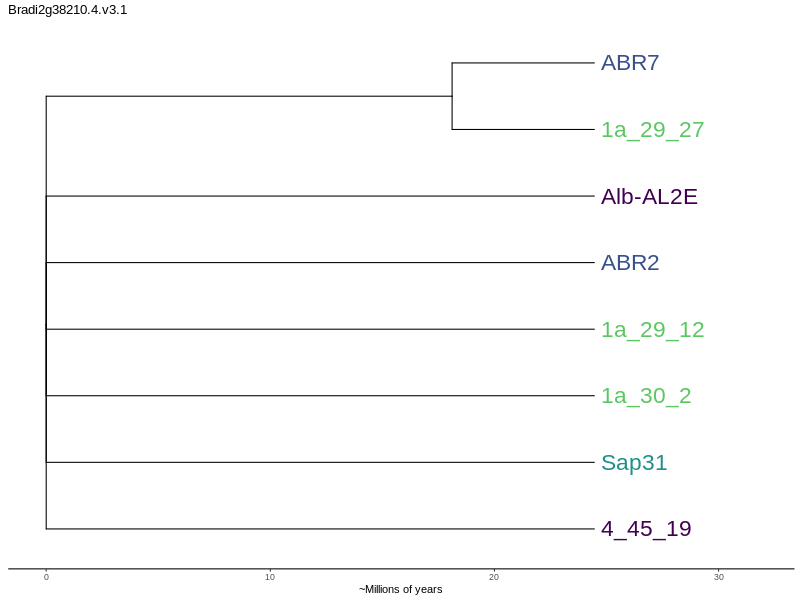 Bradi2g38210.4.v3.1
ABR7
1a_29_27
Alb-AL2E
ABR2
1a_29_12
1a_30_2
Sap31
4_45_19
0 10 20 30
~Millions of years